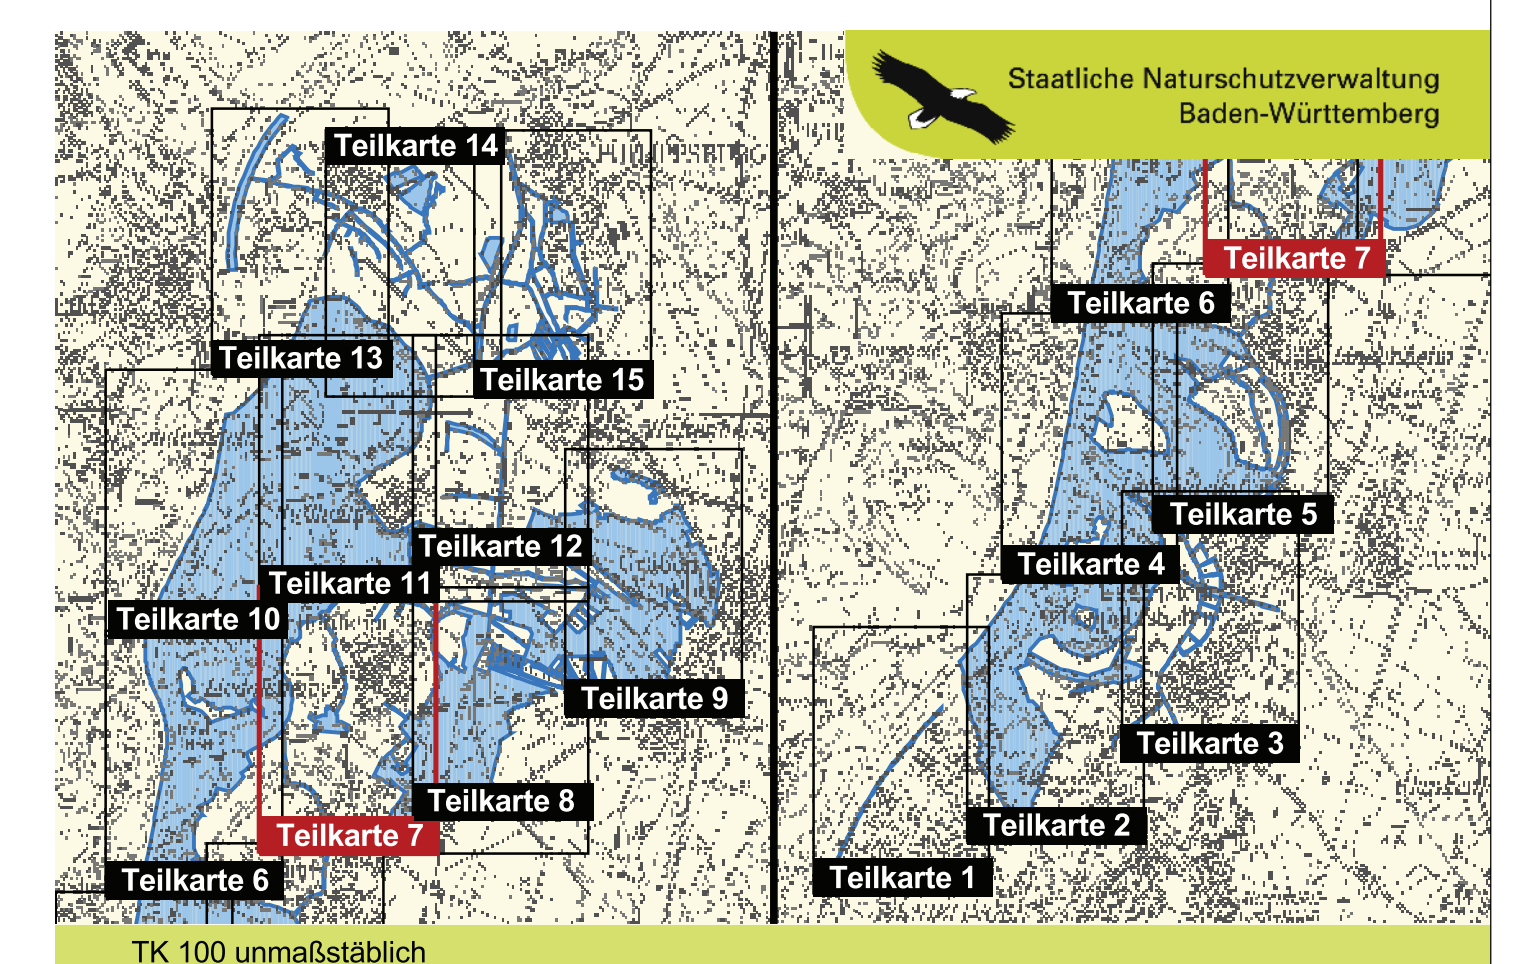 Teilkarte 14
Teilkarte 13
Teilkarte 15
Teilkarte 12
Teilkarte 11
Teilkarte 10
Teilkarte 9
Teilkarte 8
Teilkarte 7
Teilkarte 6
Staatliche Naturschutzverwaltung
Baden-Württemberg
Teilkarte 7
Teilkarte 6
Teilkarte 5
Teilkarte 4
Teilkarte 3
Teilkarte 2
Teilkarte 1
TK 100 unmaßstäblich